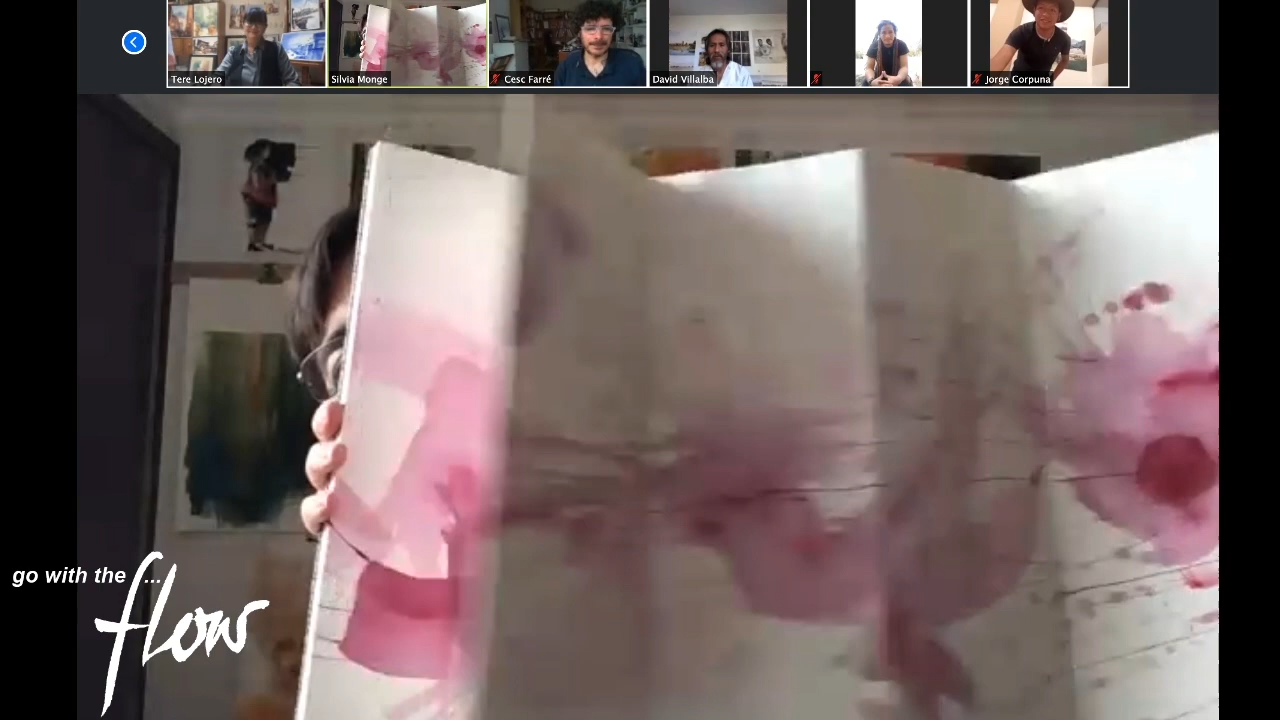 Tere Lojero
Silvia Monge
Cesc Farré
David Villalba
Jorge Corpuna
go with the ...
flow